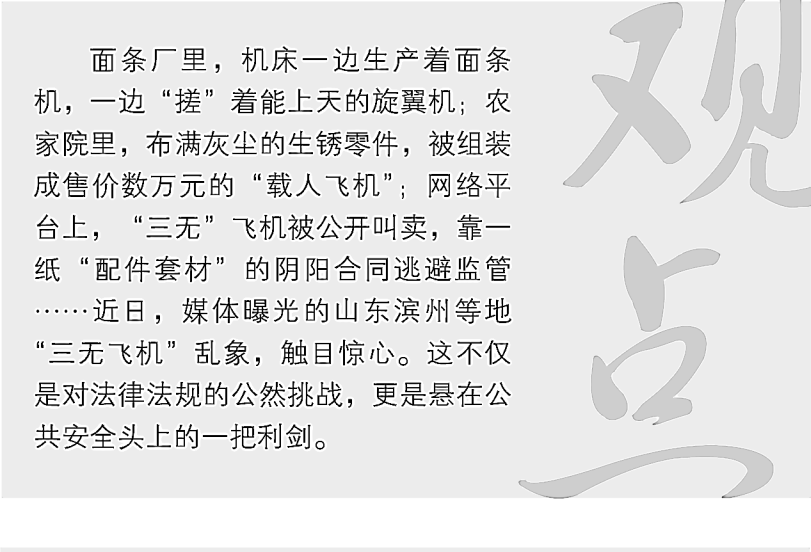 面条厂里，机床一边生产着面条
机，一边“搓”着能上天的旋翼机；农
家院里，布满灰尘的生锈零件，被组装
成售价数万元的“载人飞机”；网络平
台上，“三无”飞机被公开叫卖，靠一
纸“配件套材”的阴阳合同逃避监管
……近日，媒体曝光的山东滨州等地
“三无飞机”乱象，触目惊心。这不仅
是对法律法规的公然挑战，更是悬在公
共安全头上的一把利剑。
观
点